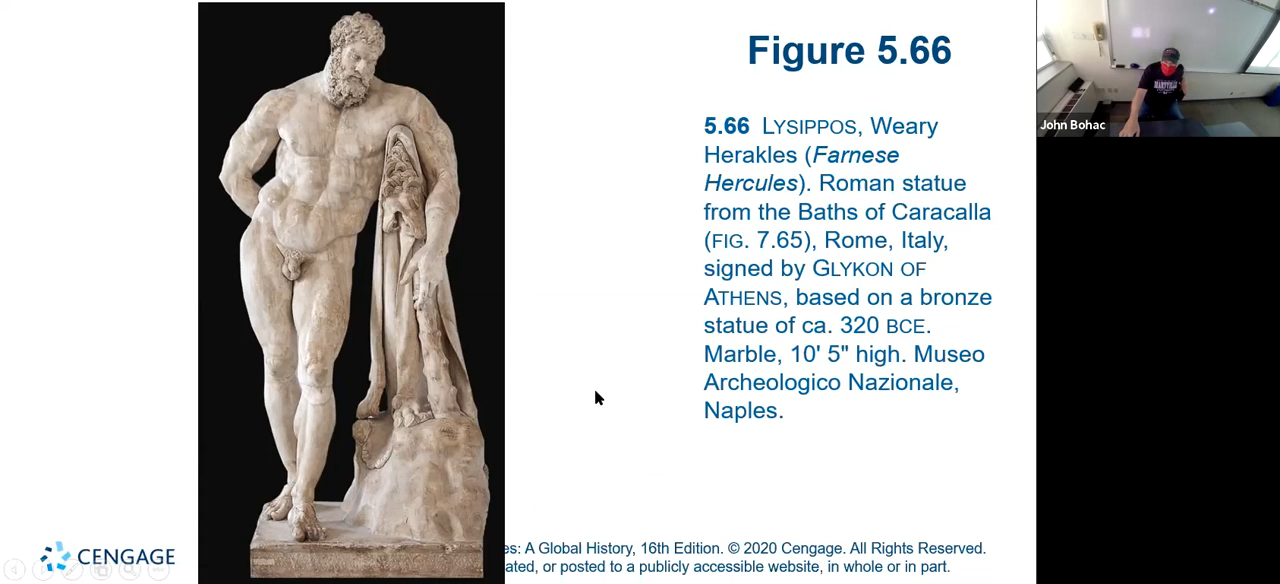 Figure 5.66
5.66 LYSIPPOS, Weary
Herakles (Farnese
Hercules). Roman statue
from the Baths of Caracalla
(FIG. 7.65), Rome, Italy,
signed by GLYKON OF
ATHENS, based on a bronze
statue of ca. 320 BCE.
Marble, 10' 5" high. Museo
Archeologico Nazionale,
Naples.
John Bohac
CENGAGE
es: A Global History, 16th Edition. © 2020 Cengage. All Rights Reserved.
ated, or posted to a publicly accessible website, in whole or in part.